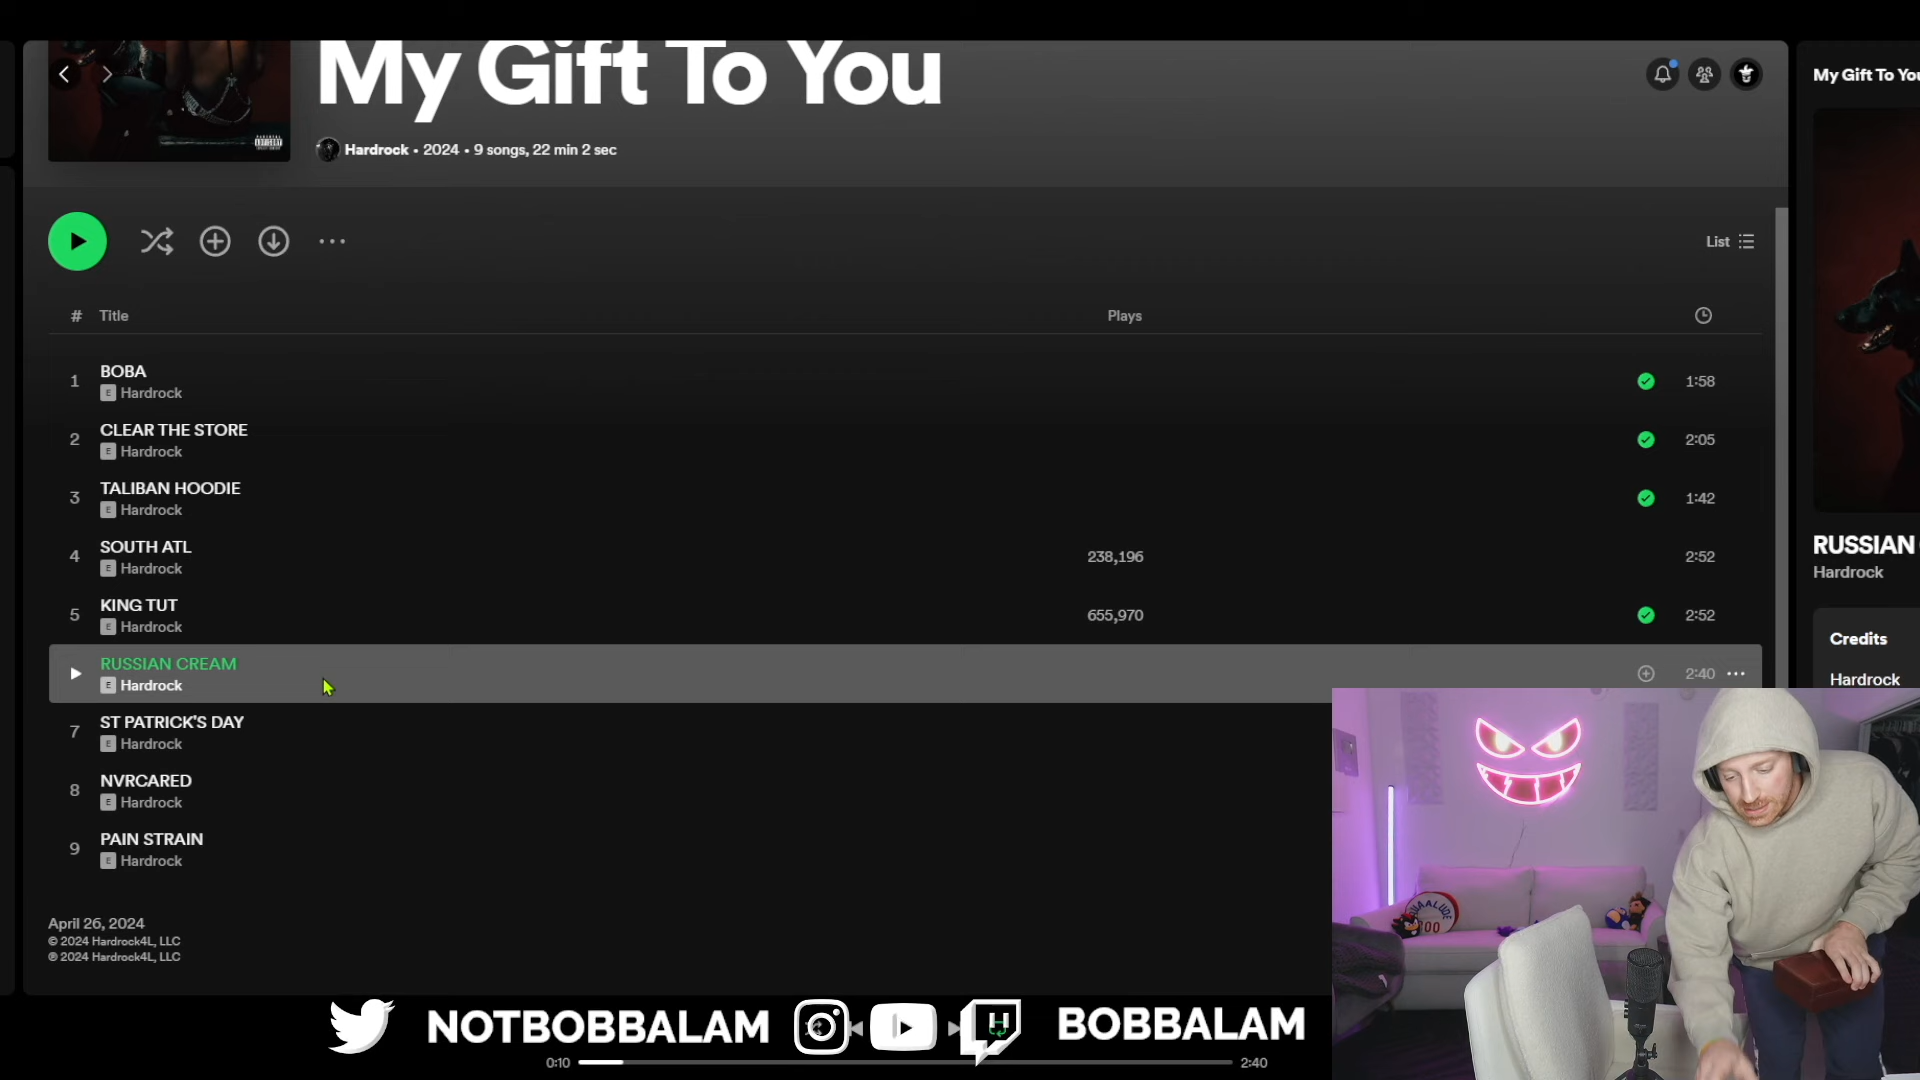 My Gift To You
Hardrock • 2024 • 9 songs, 22 min 2 sec
My Gift To You
List
# Title Plays
1 BOBA 1:58
E Hardrock
2 CLEAR THE STORE 2:05
E Hardrock
3 TALIBAN HOODIE 1:42
E Hardrock
4 SOUTH ATL 238,196 2:52
E Hardrock
5 KING TUT 655,970 2:52
E Hardrock
RUSSIAN CREAM 2:40
E Hardrock
7 ST PATRICK'S DAY
E Hardrock
8 NVRCARED
E Hardrock
9 PAIN STRAIN
E Hardrock
RUSSIAN
Hardrock
Credits
Hardrock
April 26, 2024
© 2024 Hardrock4L, LLC
℗ 2024 Hardrock4L, LLC
NOTBOBBALAM BOBBALAM
0:10 2:40